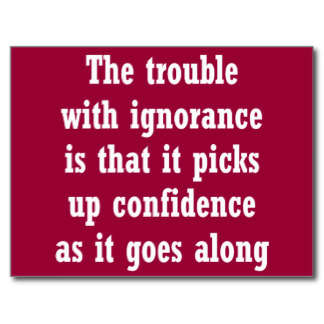 The trouble
with ignorance
is that it picks
up confidence
as it goes along